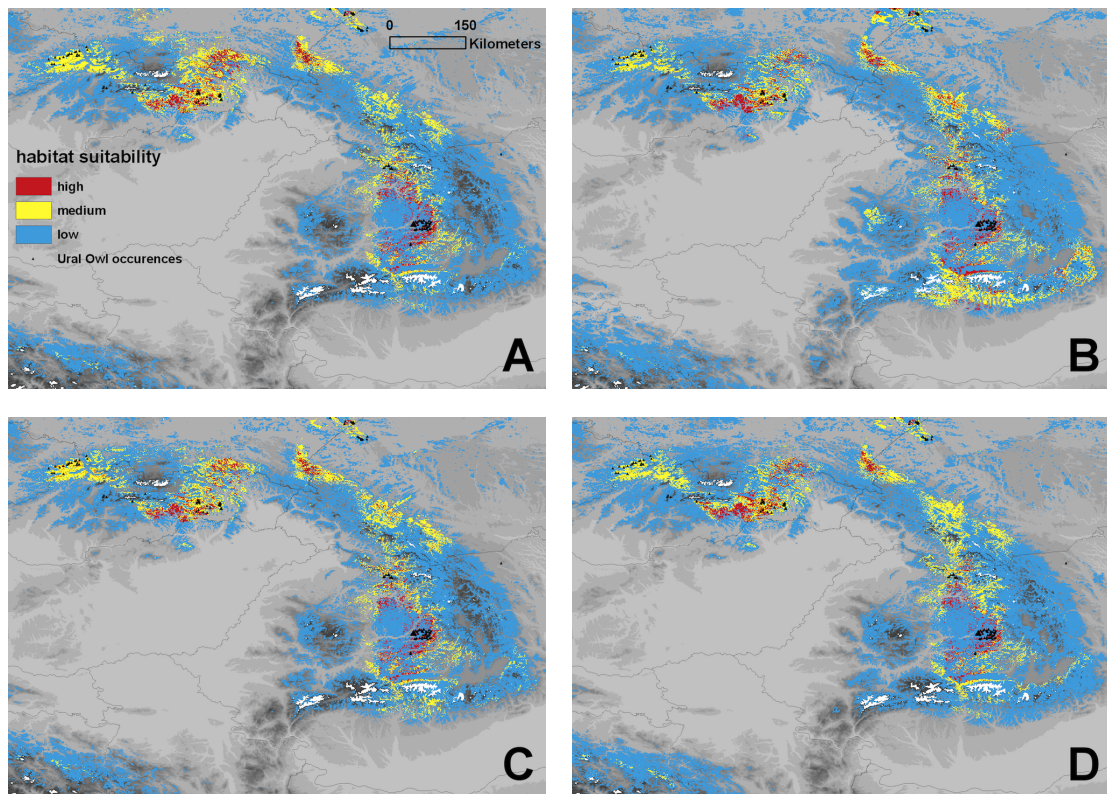 0 150
Kilometers
habitat suitability
high
medium
low
Ural Owl occurences
A
B
C
D